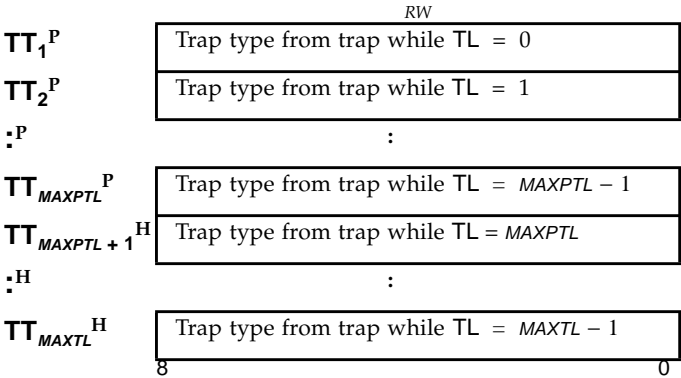 RW
TT1P Trap type from trap while TL = 0
TT2P Trap type from trap while TL = 1
:P :
TTMAXPTLP Trap type from trap while TL = MAXPTL − 1
TTMAXPTL + 1H Trap type from trap while TL = MAXPTL
:H :
TTMAXTLH Trap type from trap while TL = MAXTL − 1
8 0